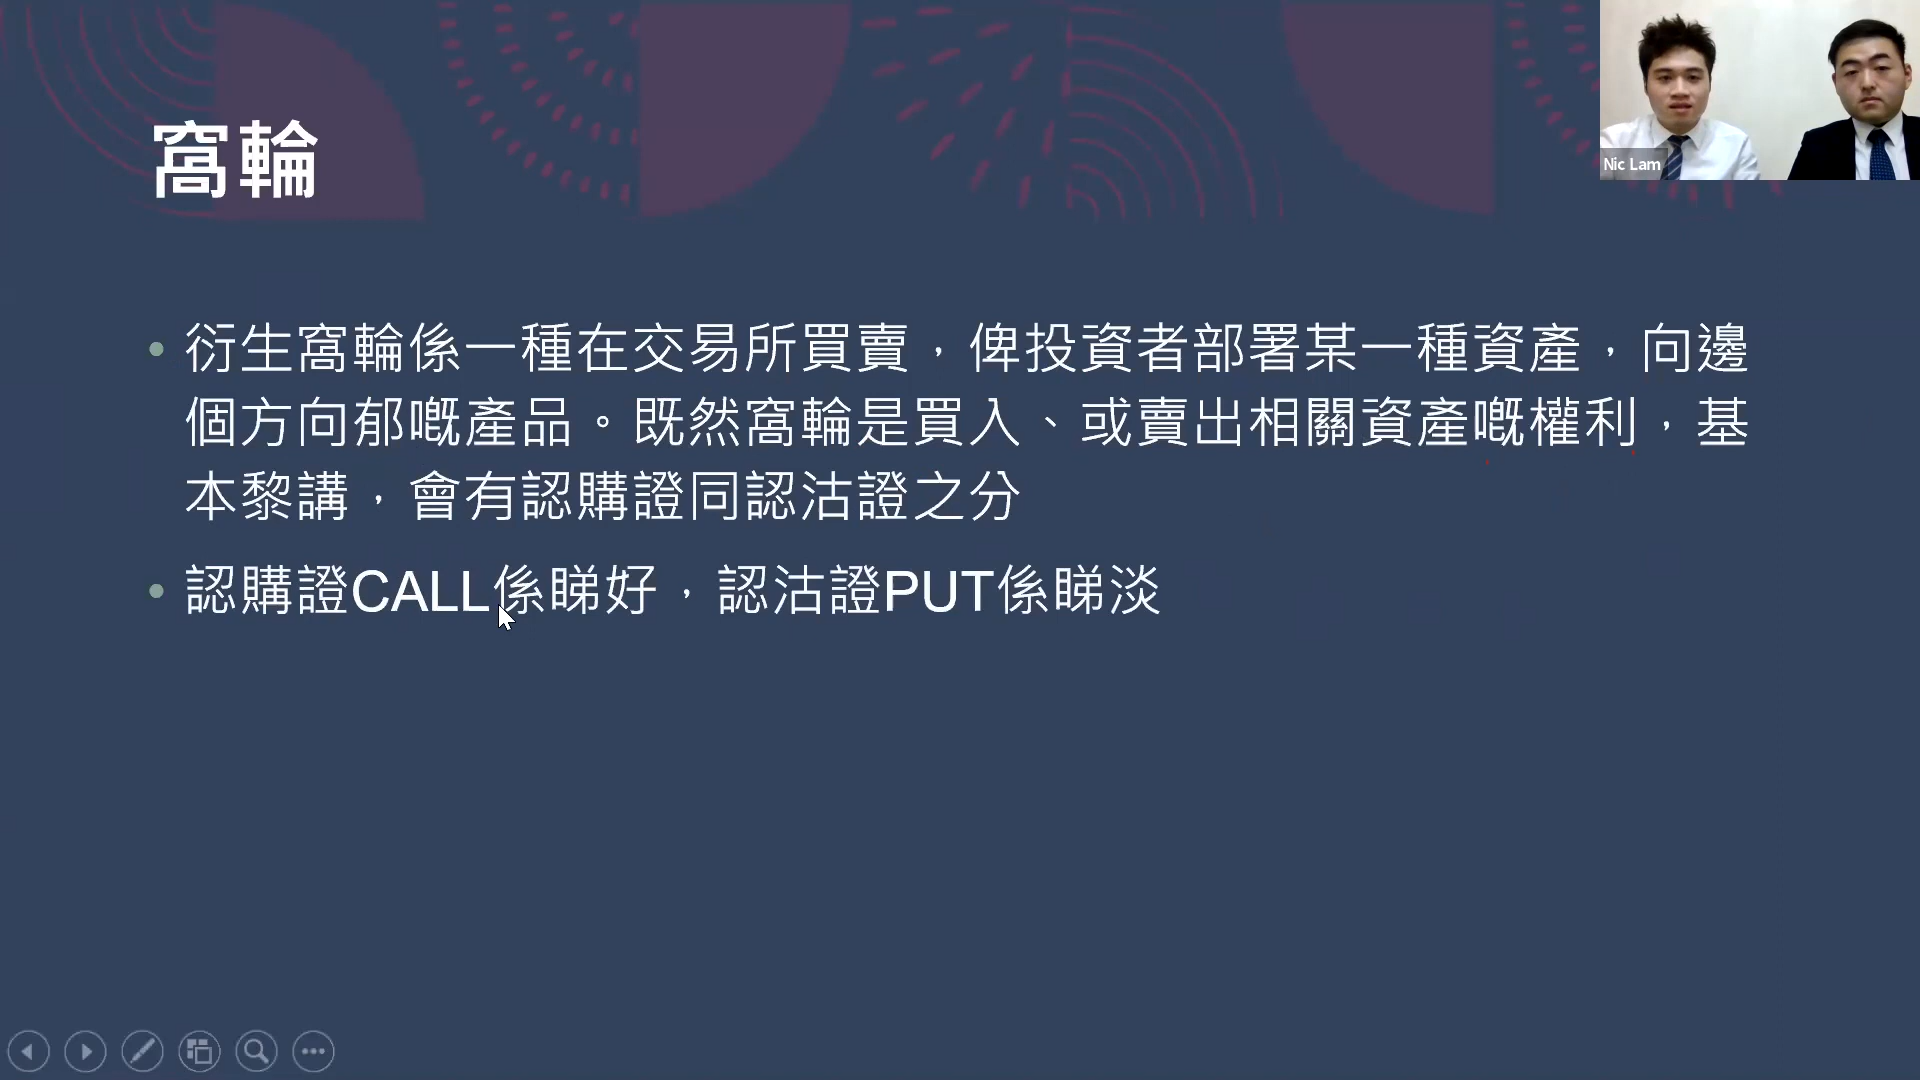 窩輪
Nic Lam
• 衍生窩輪係一種在交易所買賣，俾投資者部署某一種資產，向邊
個方向郁嘅產品。既然窩輪是買入、或賣出相關資產嘅權利，基
本黎講，會有認購證同認沽證之分
• 認購證CALL係睇好，認沽證PUT係睇淡